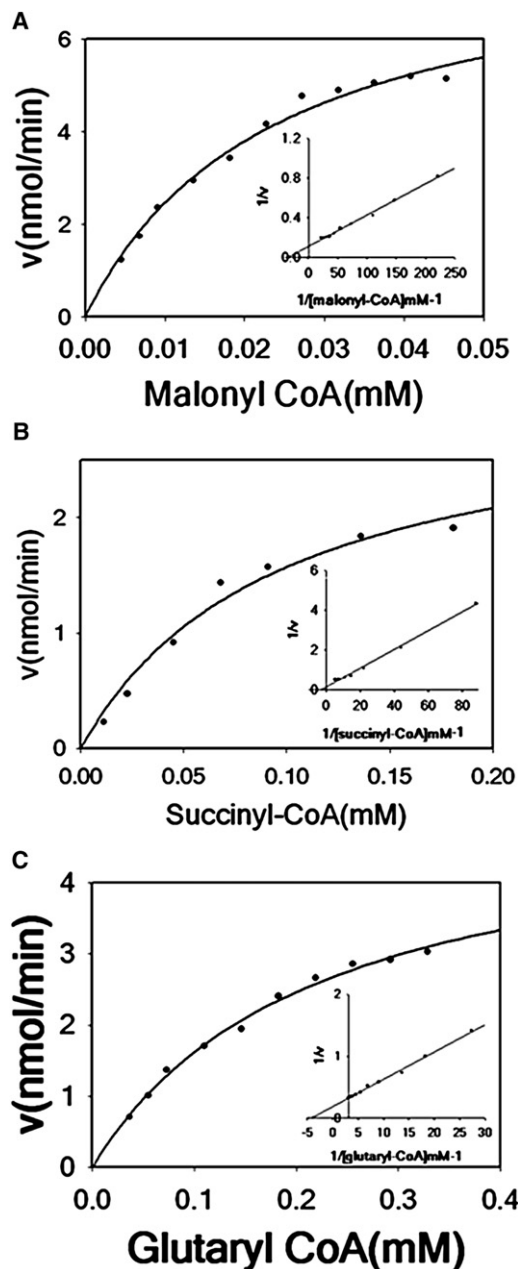 A
v(nmol/min)
6
4
2
0
0.00 0.01 0.02 0.03 0.04 0.05
Malonyl CoA(mM)
1/v
1.2
0.8
0.4
0.0
0 50 100 150 200 250
1/[malonyl-CoA]mM-1
B
v(nmol/min)
2
1
0
0.00 0.05 0.10 0.15 0.20
Succinyl-CoA(mM)
1/v
6
4
2
0
0 20 40 60 80
1/[succinyl-CoA]mM-1
C
v(nmol/min)
4
3
2
1
0
0.0 0.1 0.2 0.3 0.4
Glutaryl CoA(mM)
1/v
2
1
0
-5 0 5 10 15 20 25 30
1/[glutaryl-CoA]mM-1